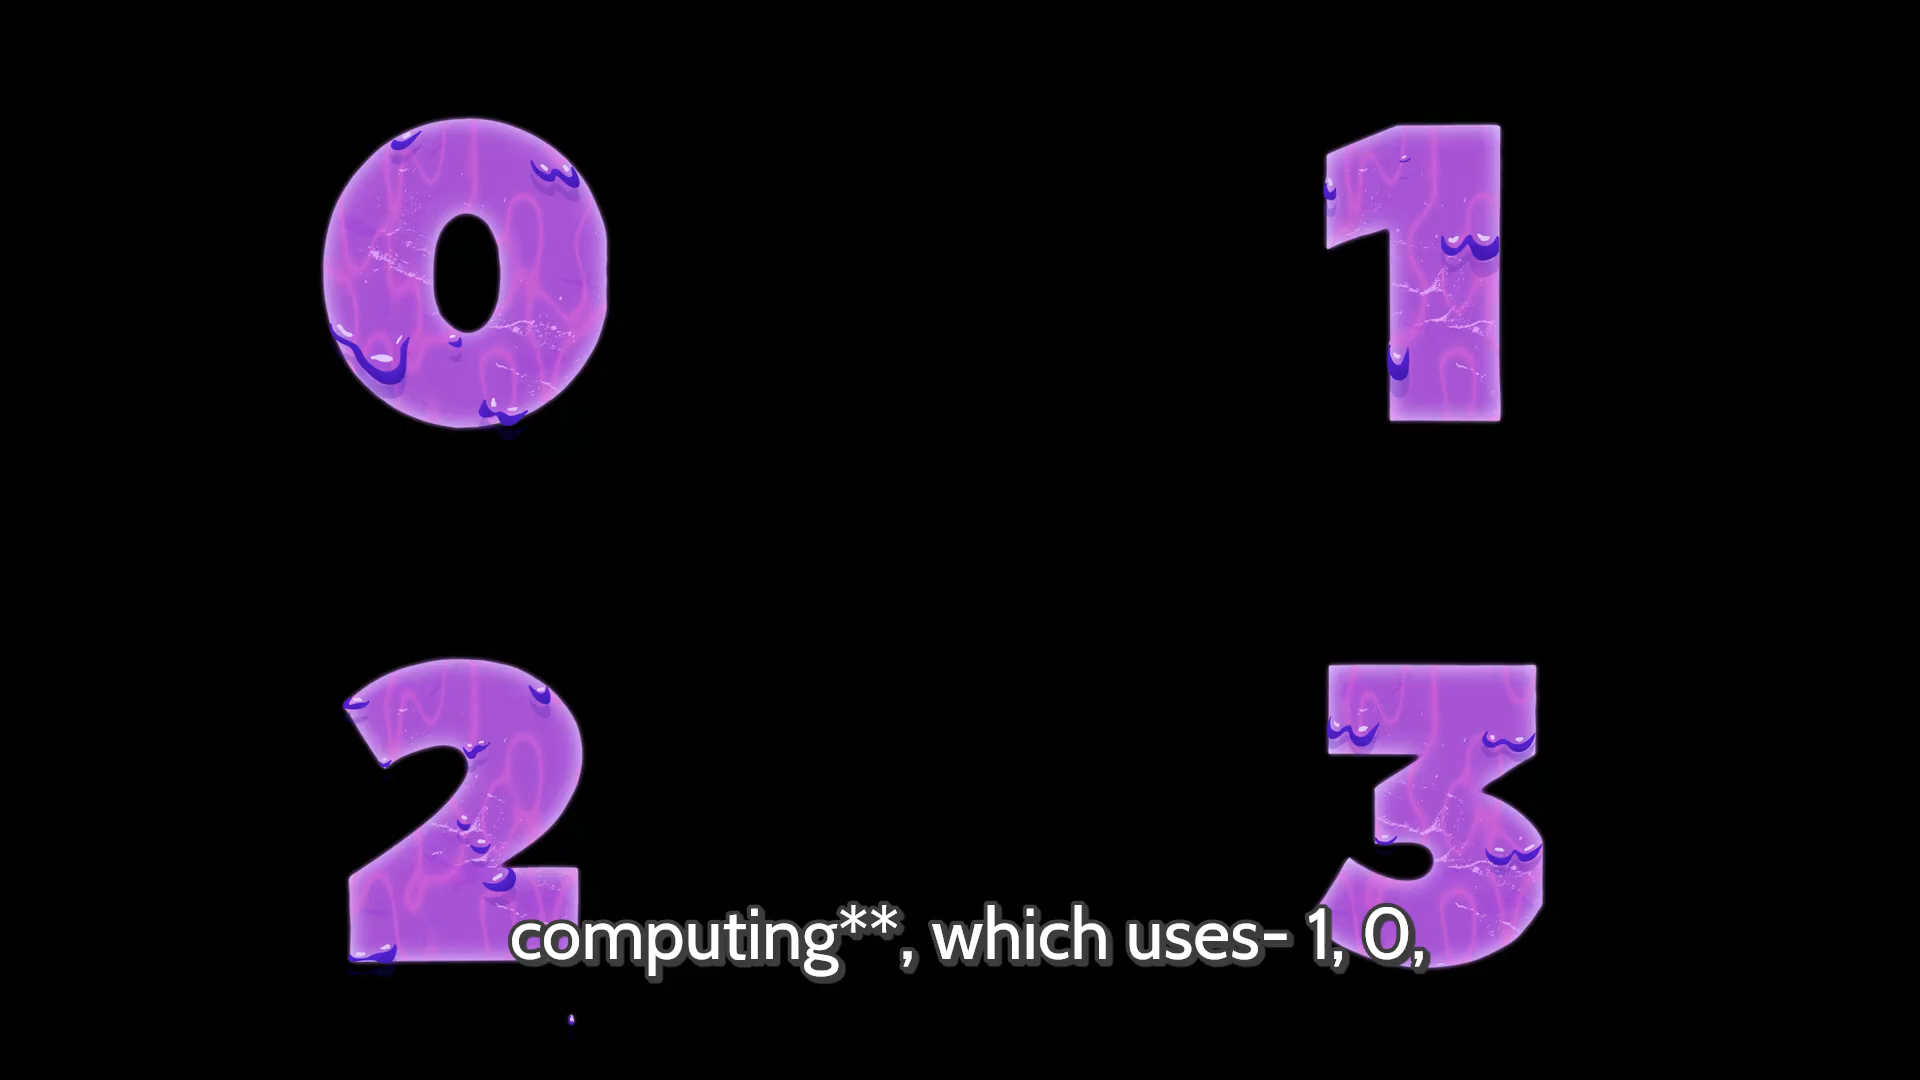 0 1
2 3
computing**, which uses- 1, 0,